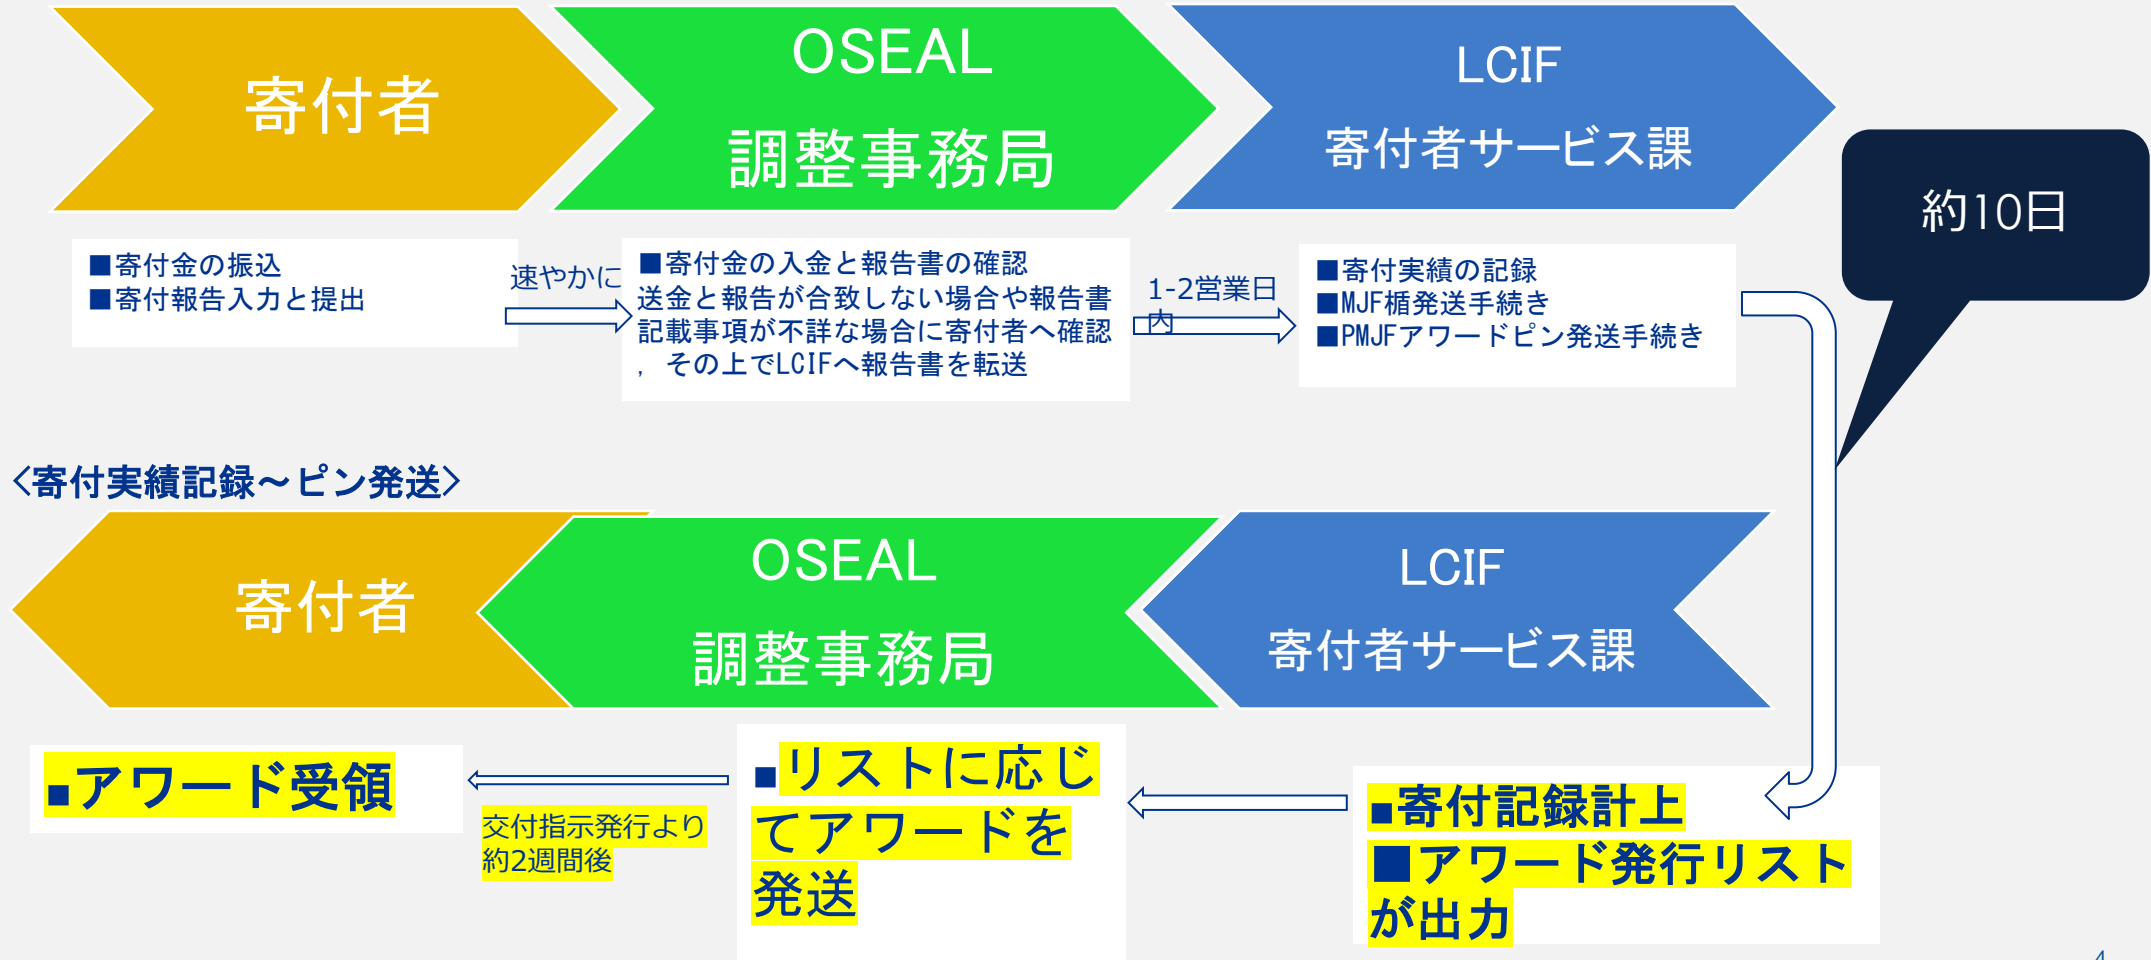 寄付者
OSEAL
調整事務局
LCIF
寄付者サービス課
約10日
■寄付金の振込
■寄付報告入力と提出
速やかに
■寄付金の入金と報告書の確認
送金と報告が合致しない場合や報告書
記載事項が不詳な場合に寄付者へ確認
，その上でLCIFへ報告書を転送
1-2営業日
内
■寄付実績の記録
■MJF楯発送手続き
■PMJFアワードピン発送手続き
<寄付実績記録～ピン発送>
寄付者
OSEAL
調整事務局
LCIF
寄付者サービス課
■アワード受領
交付指示発行より
約2週間後
■リストに応じ
てアワードを
発送
■寄付記録計上
■アワード発行リスト
が出力